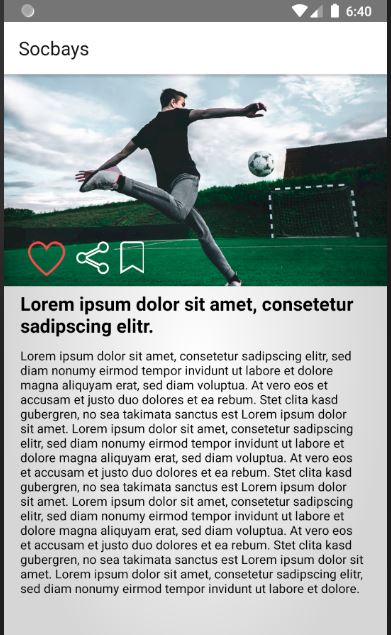 6:40
Socbays
Lorem ipsum dolor sit amet, consetetur
sadipscing elitr.
Lorem ipsum dolor sit amet, consetetur sadipscing elitr, sed
diam nonumy eirmod tempor invidunt ut labore et dolore
magna aliquyam erat, sed diam voluptua. At vero eos et
accusam et justo duo dolores et ea rebum. Stet clita kasd
gubergren, no sea takimata sanctus est Lorem ipsum dolor
sit amet. Lorem ipsum dolor sit amet, consetetur sadipscing
elitr, sed diam nonumy eirmod tempor invidunt ut labore et
dolore magna aliquyam erat, sed diam voluptua. At vero eos
et accusam et justo duo dolores et ea rebum. Stet clita kasd
gubergren, no sea takimata sanctus est Lorem ipsum dolor
sit amet. Lorem ipsum dolor sit amet, consetetur sadipscing
elitr, sed diam nonumy eirmod tempor invidunt ut labore et
dolore magna aliquyam erat, sed diam voluptua. At vero eos
et accusam et justo duo dolores et ea rebum. Stet clita kasd
gubergren, no sea takimata sanctus est Lorem ipsum dolor sit
amet. Lorem ipsum dolor sit amet, consetetur sadipscing elitr,
sed diam nonumy eirmod tempor invidunt ut labore et dolore.